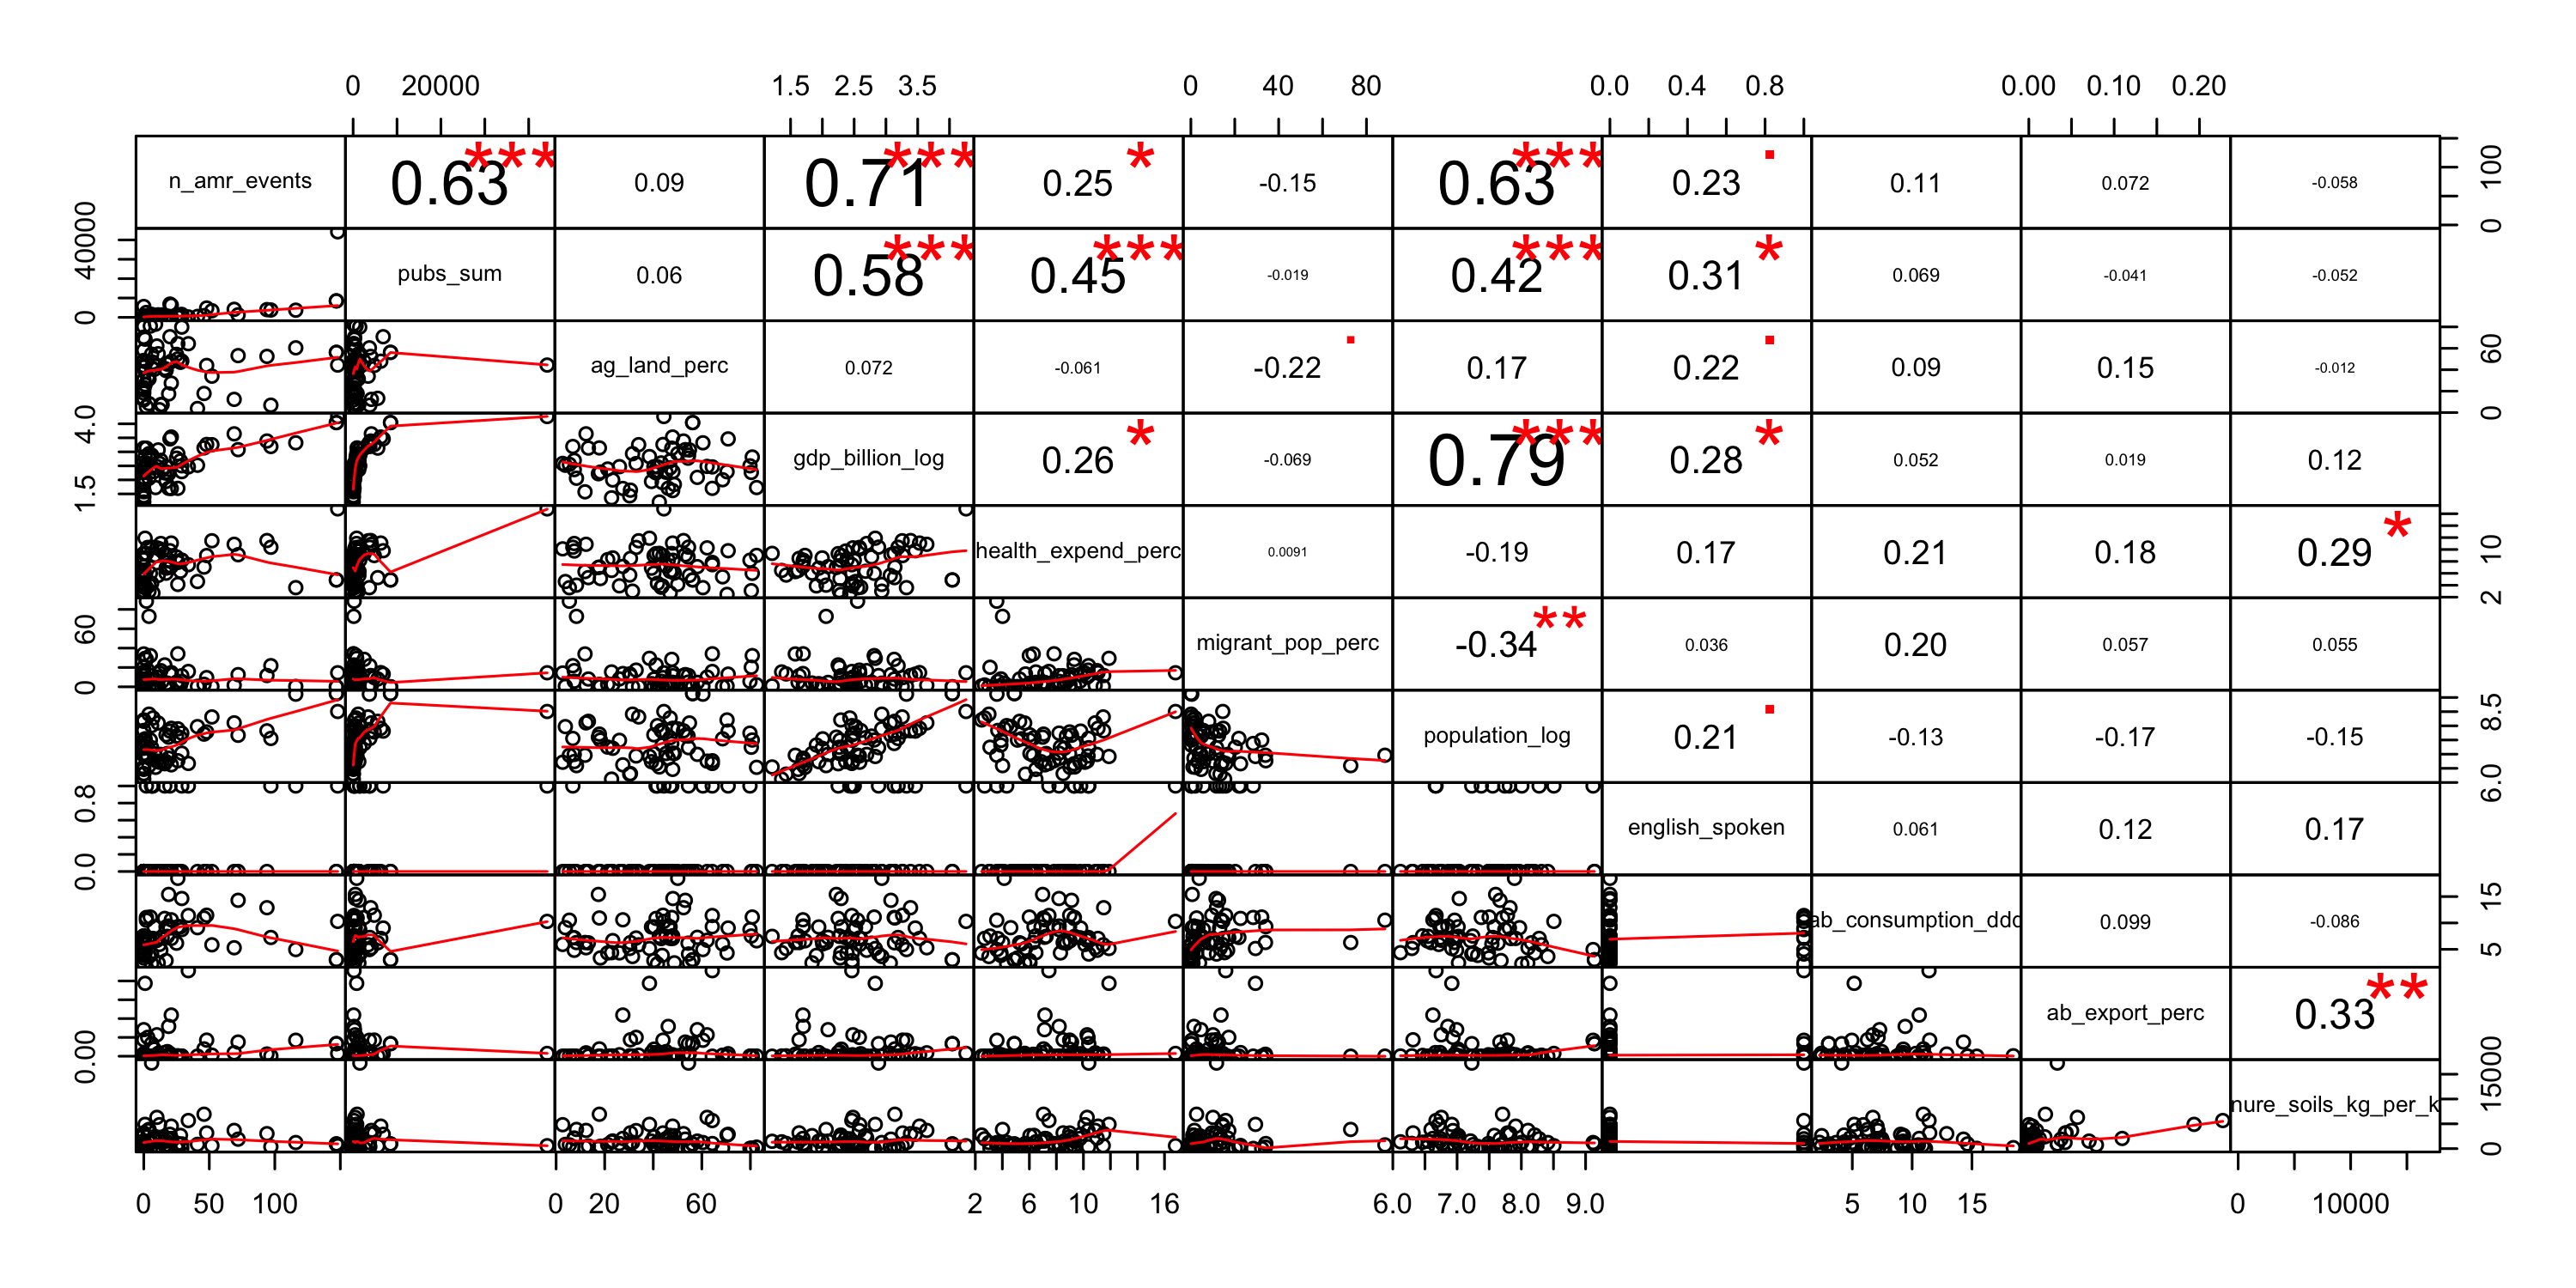 0 20000 1.5 2.5 3.5 0 40 80 0.0 0.4 0.8 0.00 0.10 0.20
n_amr_events 0.63 *** 0.09 0.71 *** 0.25 * -0.15 0.63 *** 0.23 . 0.11 0.072 -0.058 0 100
0 40000 pubs_sum 0.06 0.58 *** 0.45 *** -0.019 0.42 *** 0.31 * 0.069 -0.041 -0.052
ag_land_perc 0.072 -0.061 -0.22 . 0.17 0.22 . 0.09 0.15 -0.012 0 60
1.5 4.0 gdp_billion_log 0.26 * -0.069 0.79 *** 0.28 * 0.052 0.019 0.12
health_expend_perc 0.0091 -0.19 0.17 0.21 0.18 0.29 * 2 10
0 60 migrant_pop_perc -0.34 ** 0.036 0.20 0.057 0.055
population_log 0.21 . -0.13 -0.17 -0.15 6.0 8.5
0.0 0.8 english_spoken 0.061 0.12 0.17
ab_consumption_ddd 0.099 -0.086 5 15
0.00 ab_export_perc 0.33 **
nure_soils_kg_per_k 0 15000
0 50 100 0 20 60 2 6 10 16 6.0 7.0 8.0 9.0 5 10 15 0 10000